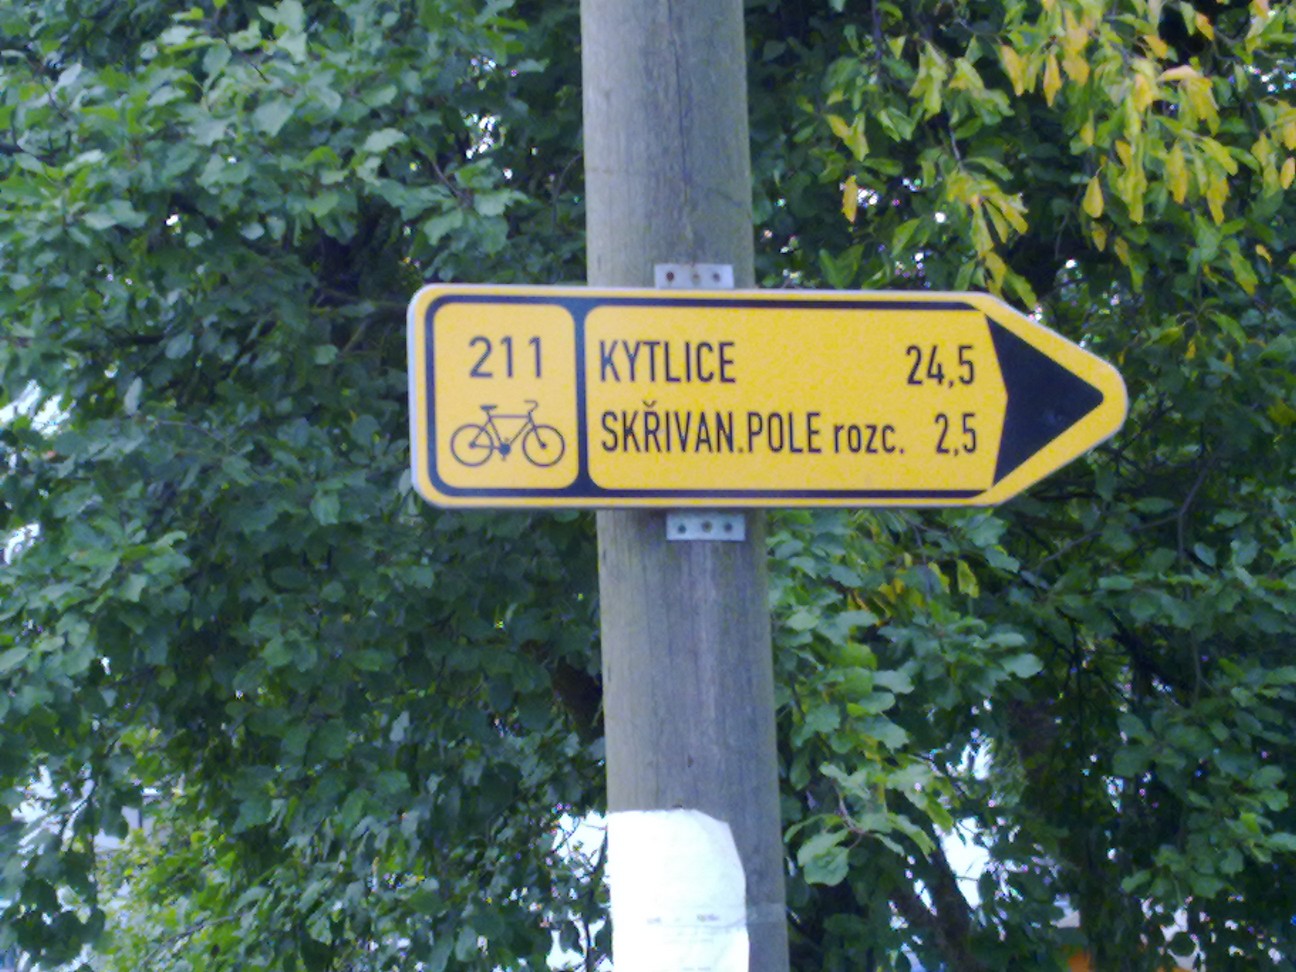 211
KYTLICE 24,5
SKŘIVAN.POLE rozc. 2,5